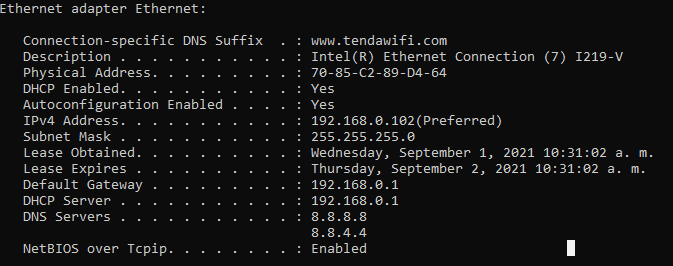 Ethernet adapter Ethernet:
Connection-specific DNS Suffix  . : www.tendawifi.com
Description . . . . . . . . . . . : Intel(R) Ethernet Connection (7) I219-V
Physical Address. . . . . . . . . : 70-85-C2-89-D4-64
DHCP Enabled. . . . . . . . . . . : Yes
Autoconfiguration Enabled . . . . : Yes
IPv4 Address. . . . . . . . . . . : 192.168.0.102(Preferred)
Subnet Mask . . . . . . . . . . . : 255.255.255.0
Lease Obtained. . . . . . . . . . : Wednesday, September 1, 2021 10:31:02 a. m.
Lease Expires . . . . . . . . . . : Thursday, September 2, 2021 10:31:02 a. m.
Default Gateway . . . . . . . . . : 192.168.0.1
DHCP Server . . . . . . . . . . . : 192.168.0.1
DNS Servers . . . . . . . . . . . : 8.8.8.8
8.8.4.4
NetBIOS over Tcpip. . . . . . . . : Enabled